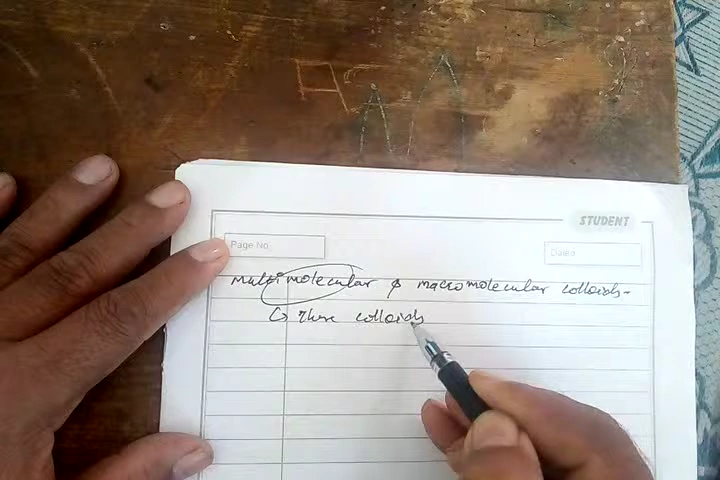 STUDENT
Page No.
Dated
Multimolecular & macromolecular colloids -
↳ These colloids